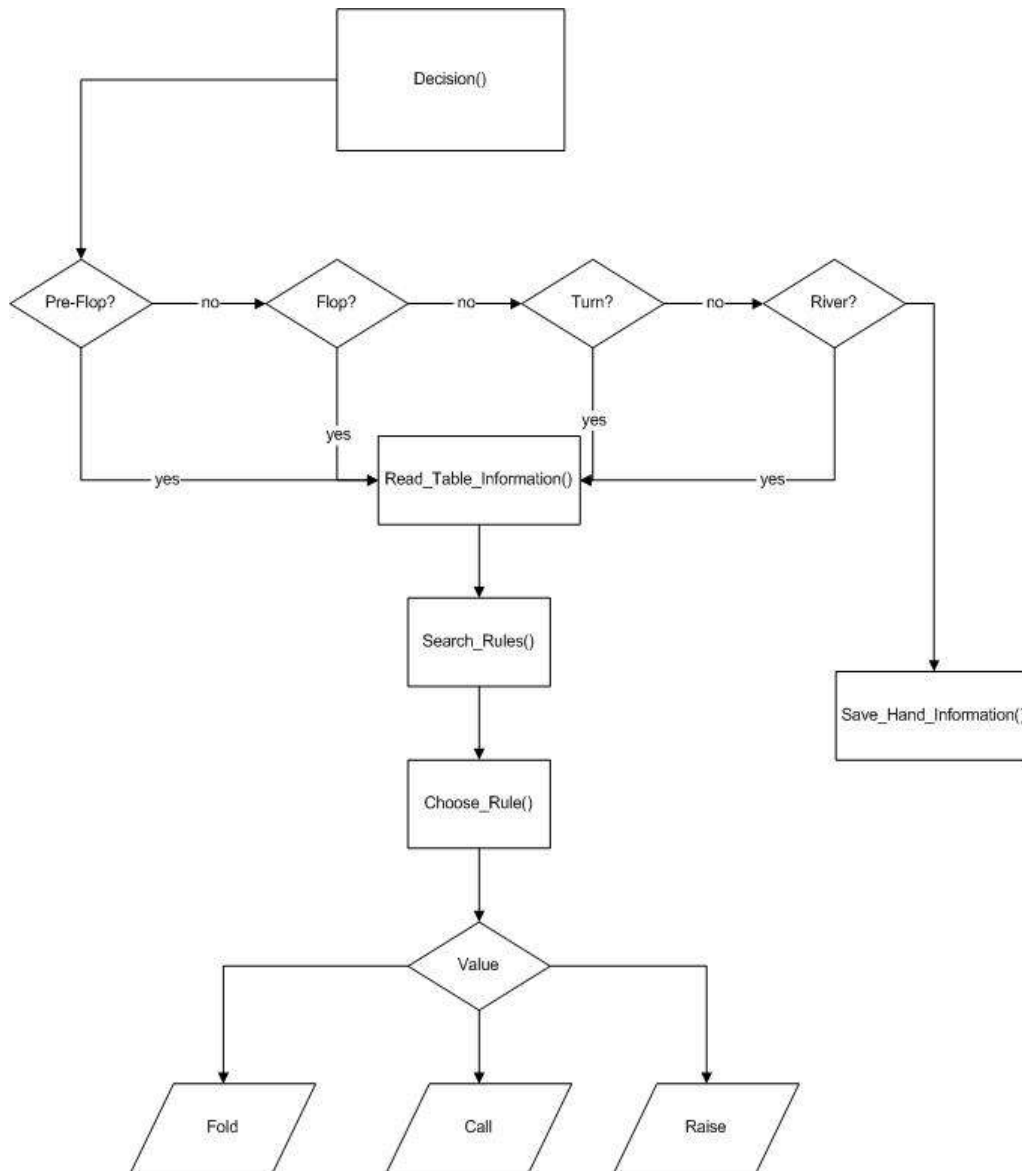 Decision()
Pre-Flop?
no
Flop?
no
Turn?
no
River?
yes
yes
yes
Read_Table_Information()
yes
Search_Rules()
Save_Hand_Information()
Choose_Rule()
Value
Fold
Call
Raise